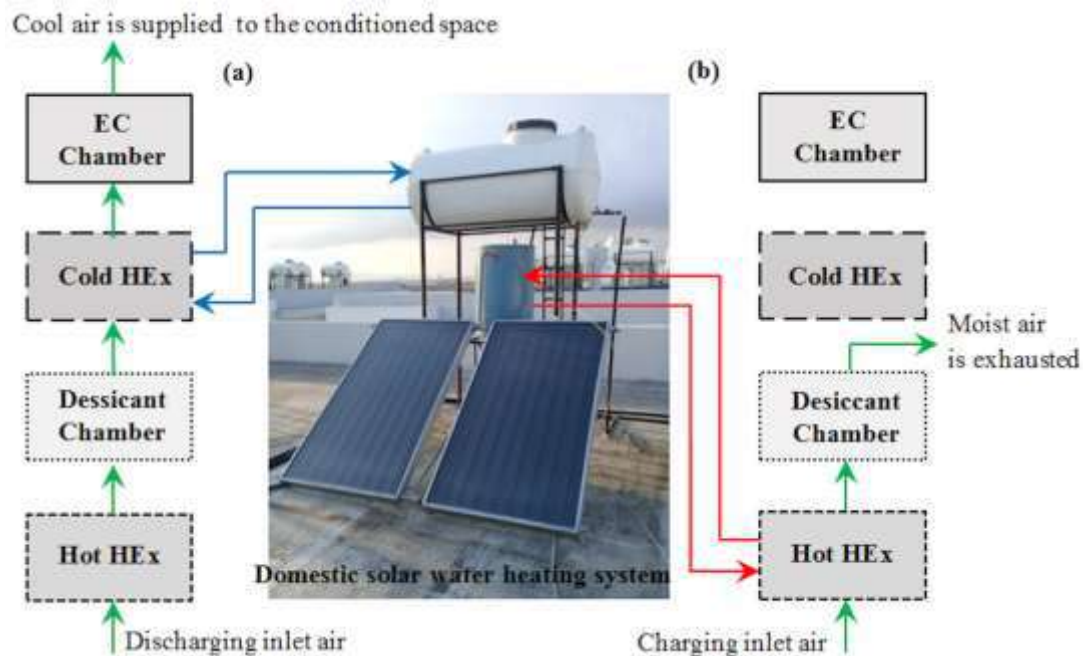 Cool air is supplied to the conditioned space
(a)
(b)
EC
Chamber
EC
Chamber
Cold HEx
Cold HEx
Moist air
is exhausted
Dessicant
Chamber
Desiccant
Chamber
Hot HEx
Hot HEx
Domestic solar water heating system
Discharging inlet air
Charging inlet air